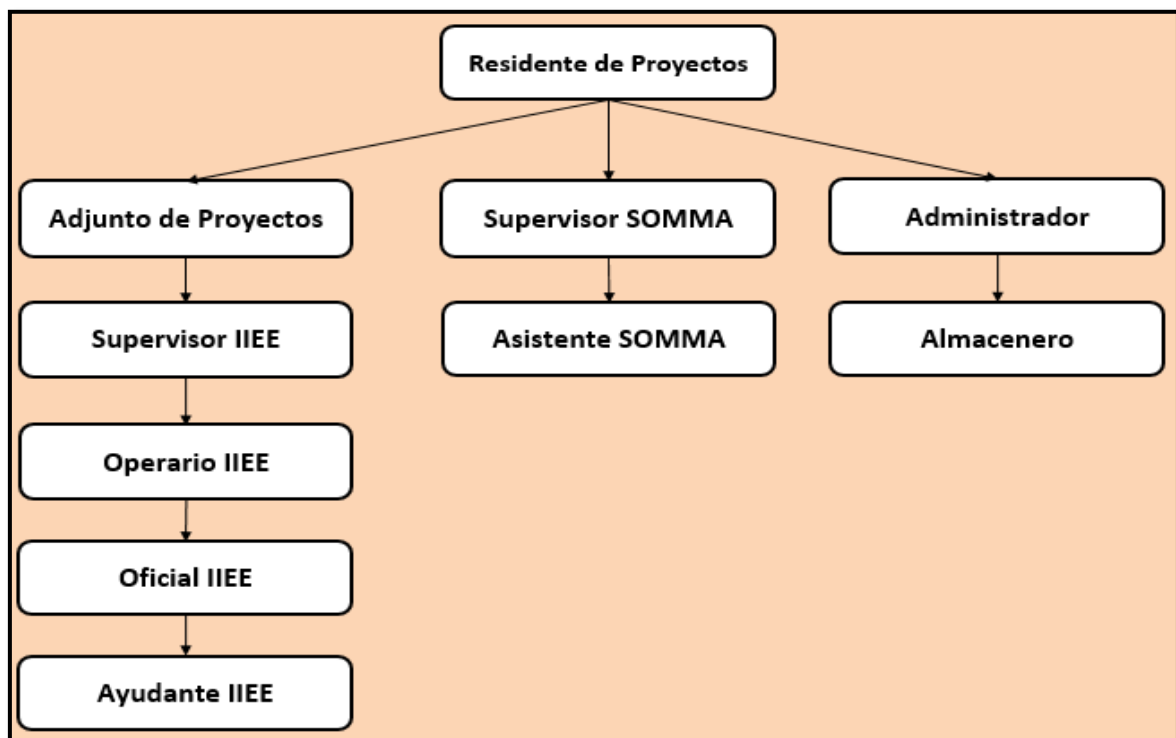 Residente de Proyectos
Adjunto de Proyectos
Supervisor SOMMA
Administrador
Supervisor IIEE
Asistente SOMMA
Almacenero
Operario IIEE
Oficial IIEE
Ayudante IIEE